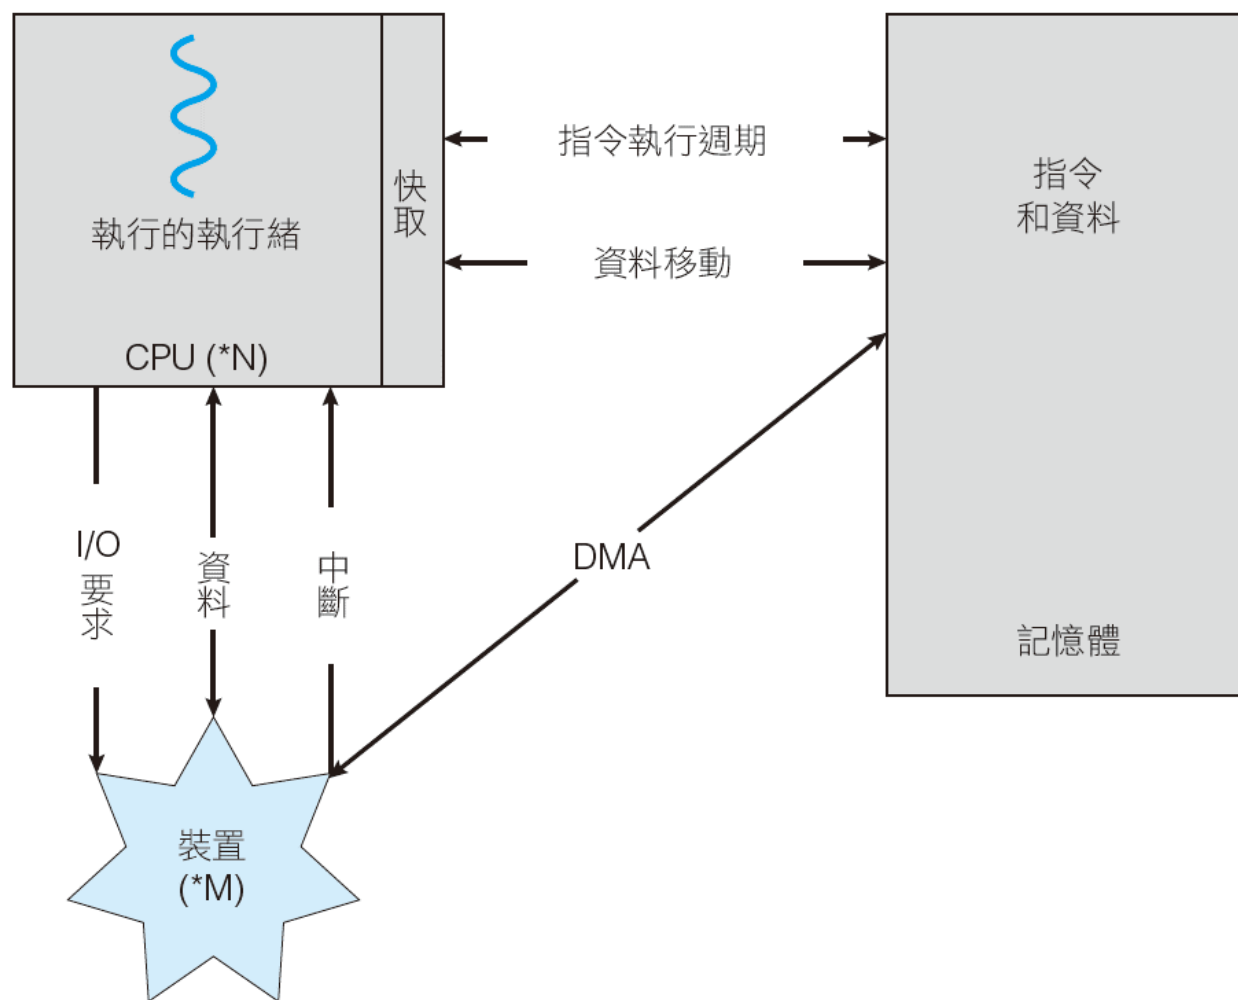 執行的執行緒
CPU (*N)
快取
指令執行週期
資料移動
指令
和資料
I/O
要求
資料
中斷
DMA
記憶體
裝置
(*M)